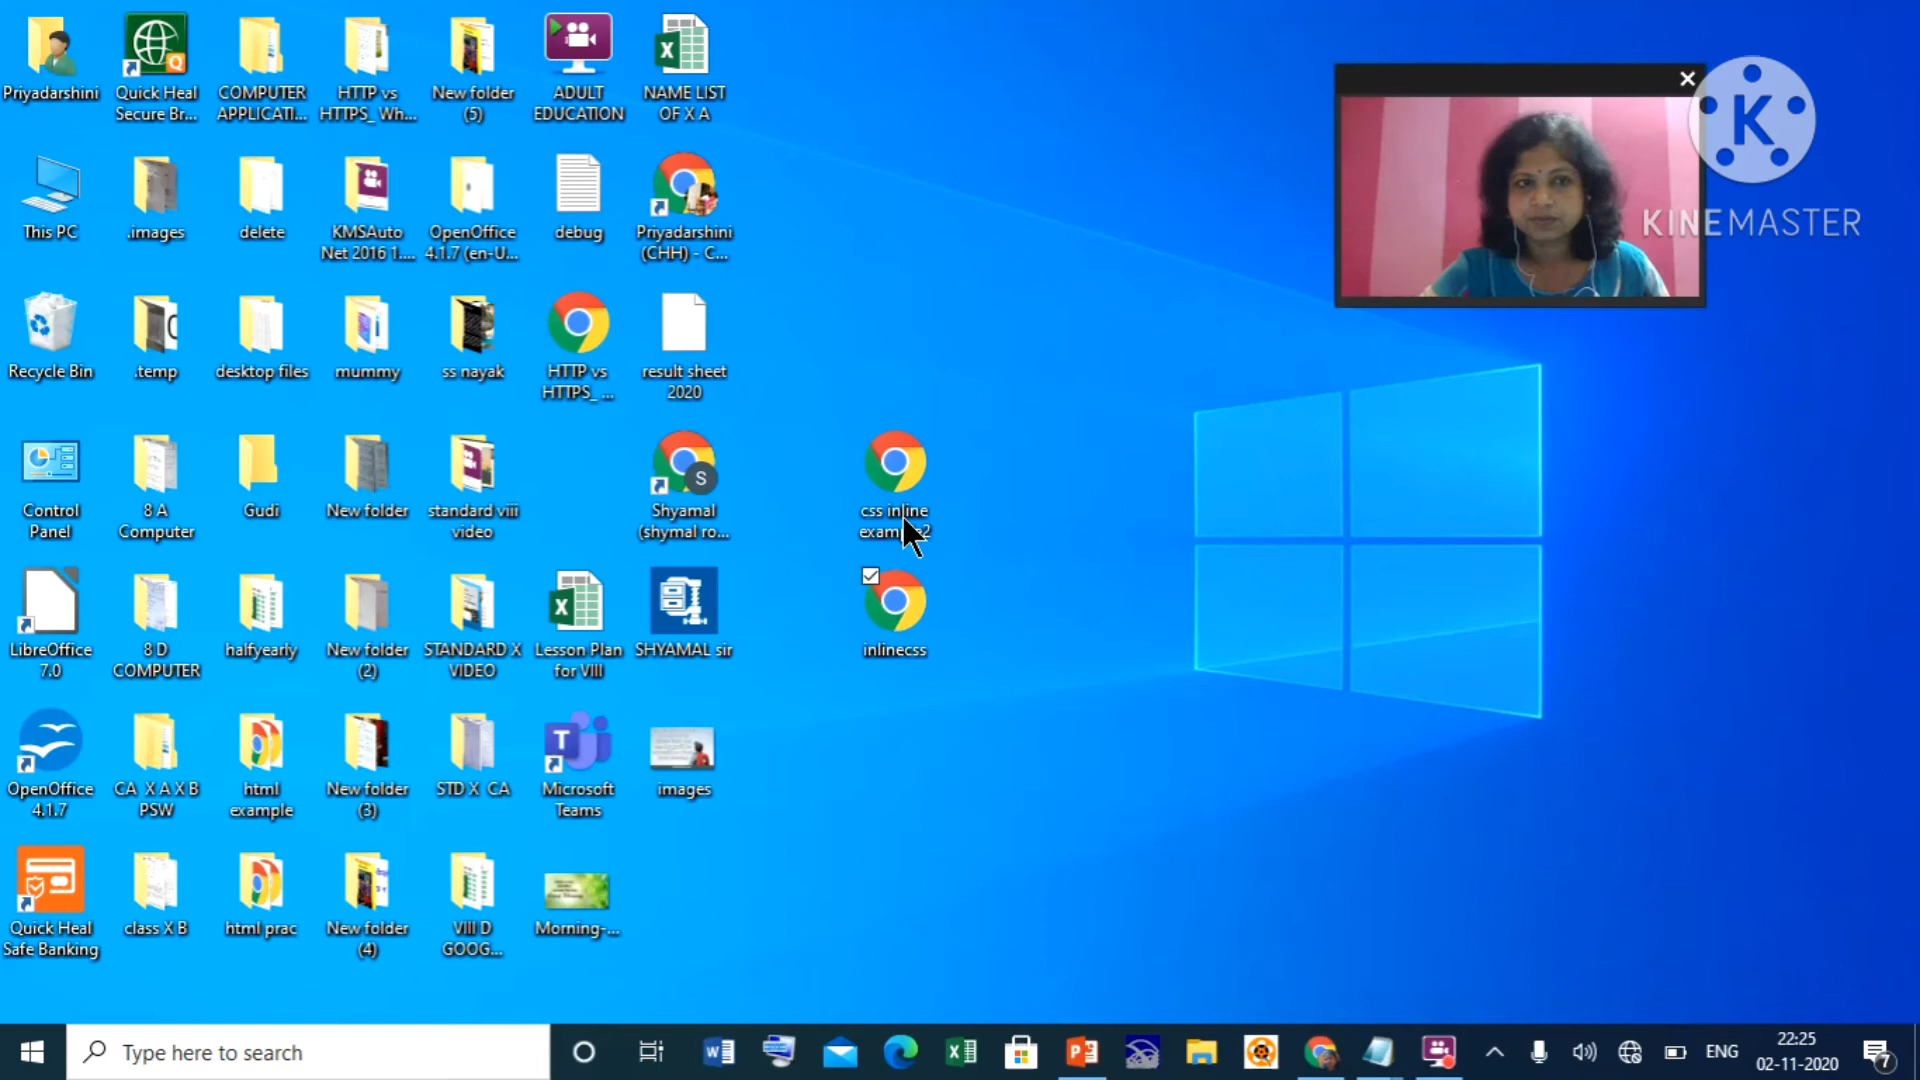 Priyadarshini
Quick Heal
Secure Br...
COMPUTER
APPLICATI...
HTTP vs
HTTPS_ Wh...
New folder
(5)
ADULT
EDUCATION
NAME LIST
OF X A
K
KINEMASTER
This PC
.images
delete
KMSAuto
Net 2016 1....
OpenOffice
4.1.7 (en-U...
debug
Priyadarshini
(CHH) - C...
Recycle Bin
.temp
desktop files
mummy
ss nayak
HTTP vs
HTTPS_ ...
result sheet
2020
Control
Panel
8 A
Computer
Gudi
New folder
standard viii
video
S
Shyamal
(shymal ro...
css inline
LibreOffice
7.0
8 D
COMPUTER
halfyearly
New folder
(2)
STANDARD X
VIDEO
Lesson Plan
for VIII
SHYAMAL sir
inlinecss
OpenOffice
4.1.7
CA X A X B
PSW
html
example
New folder
(3)
STD X CA
Microsoft
Teams
images
Quick Heal
Safe Banking
class X B
html prac
New folder
(4)
VIII D
GOOG...
Morning-...
Type here to search
ENG
22:25
02-11-2020
7